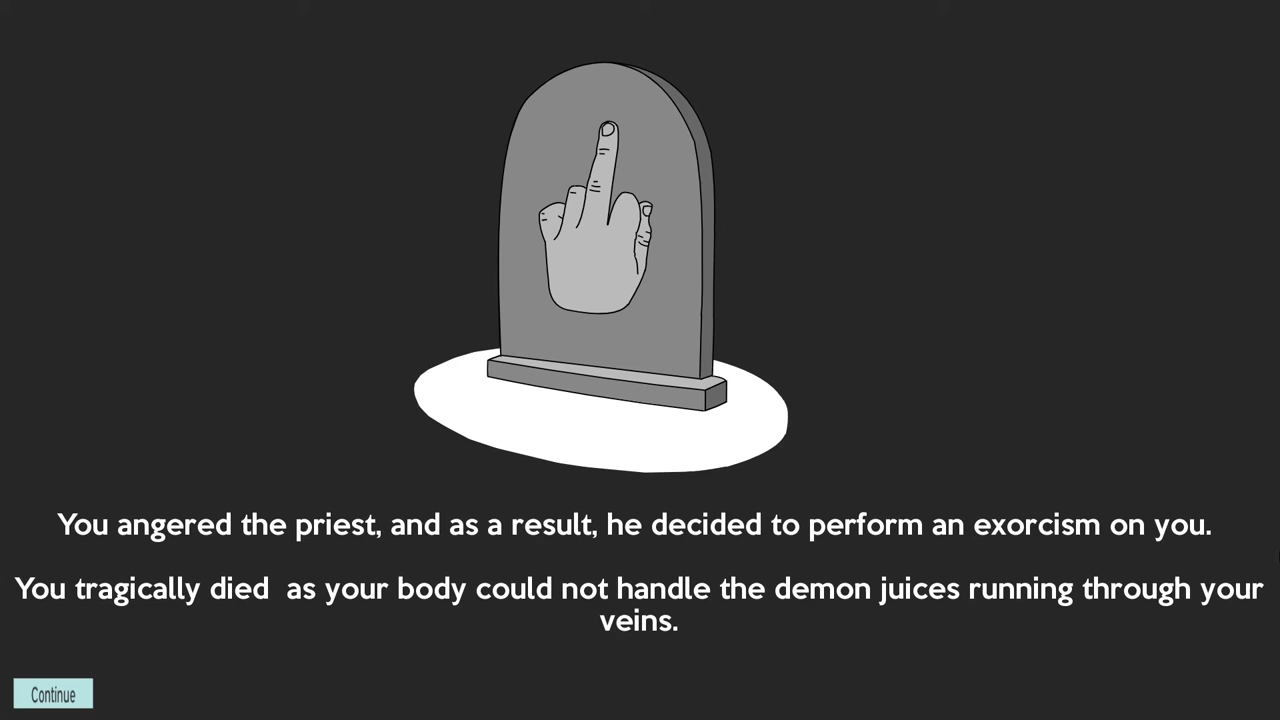 You angered the priest, and as a result, he decided to perform an exorcism on you.
You tragically died  as your body could not handle the demon juices running through your
veins.
Continue